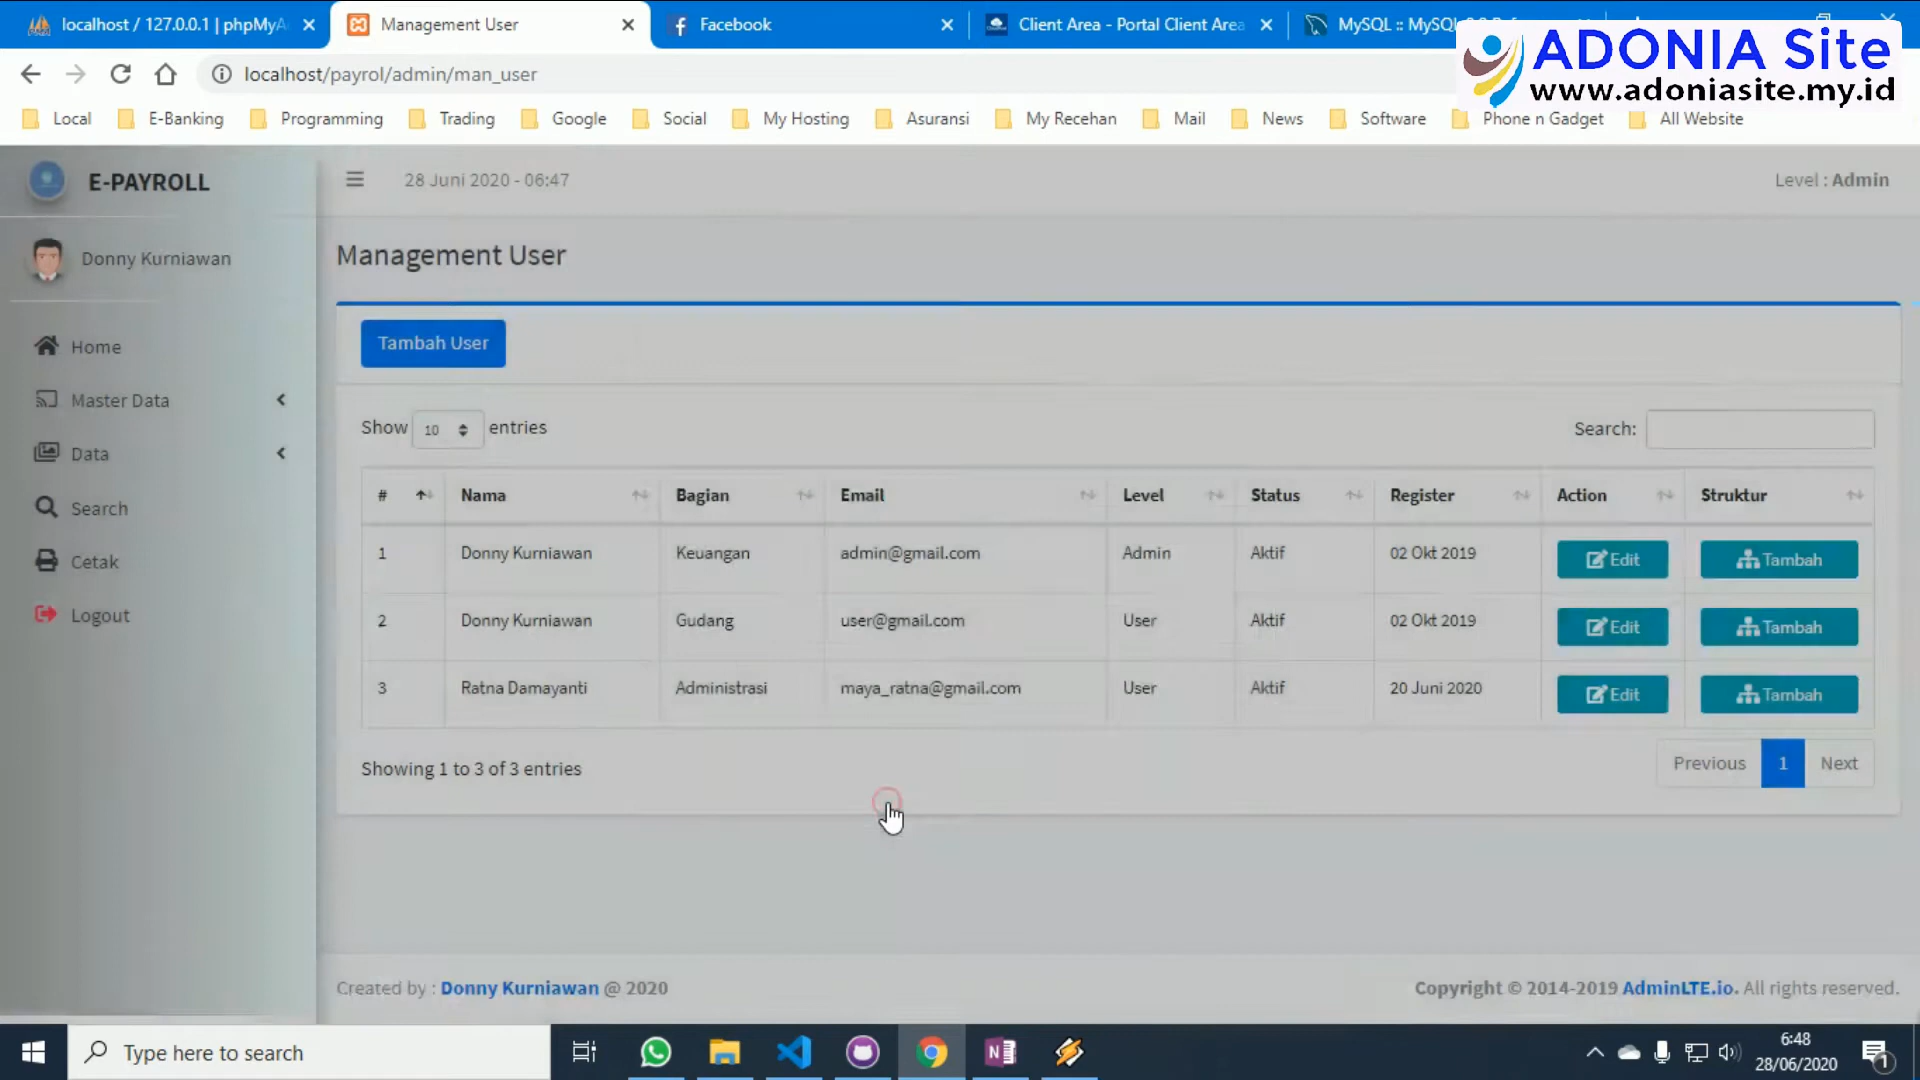 localhost / 127.0.0.1 | phpMyA
Management User
Facebook
Client Area - Portal Client Area
MySQL :: MySQL
ADONIA Site
www.adoniasite.my.id
localhost/payrol/admin/man_user
Local
E-Banking
Programming
Trading
Google
Social
My Hosting
Asuransi
My Recehan
Mail
News
Software
Phone n Gadget
All Website
E-PAYROLL
28 Juni 2020 - 06:47
Level : Admin
Donny Kurniawan
Home
Master Data
Data
Search
Cetak
Logout
Management User
Tambah User
Show 10 entries
Search:
# Nama Bagian Email Level Status Register Action Struktur
1 Donny Kurniawan Keuangan admin@gmail.com Admin Aktif 02 Okt 2019 Edit Tambah
2 Donny Kurniawan Gudang user@gmail.com User Aktif 02 Okt 2019 Edit Tambah
3 Ratna Damayanti Administrasi maya_ratna@gmail.com User Aktif 20 Juni 2020 Edit Tambah
Showing 1 to 3 of 3 entries
Previous 1 Next
Created by : Donny Kurniawan @ 2020
Copyright © 2014-2019 AdminLTE.io. All rights reserved.
Type here to search
N
6:48
28/06/2020
1